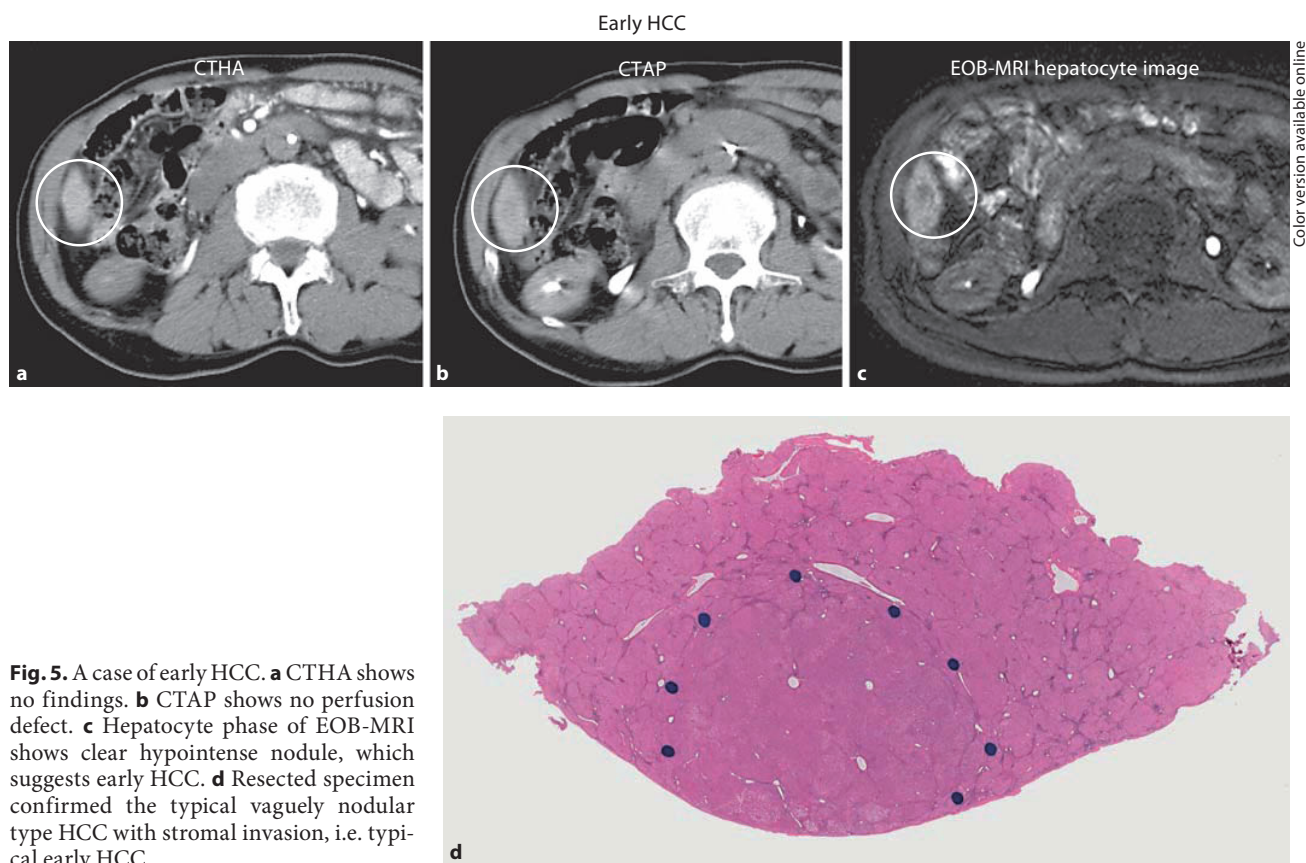 Early HCC
CTHA
CTAP
EOB-MRI hepatocyte image
Color version available online
a
b
c
Fig. 5. A case of early HCC. a CTHA shows
no findings. b CTAP shows no perfusion
defect. c Hepatocyte phase of EOB-MRI
shows clear hypointense nodule, which
suggests early HCC. d Resected specimen
confirmed the typical vaguely nodular
type HCC with stromal invasion, i.e. typi-
cal early HCC.
d